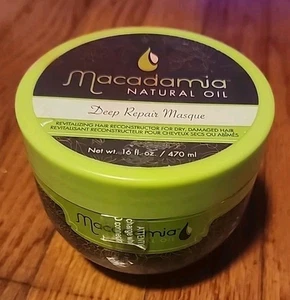 Macadamia
NATURAL OIL
Deep Repair Masque
REVITALIZING HAIR RECONSTRUCTOR FOR DRY, DAMAGED HAIR
REVITALISANT RECONSTRUCTEUR POUR CHEVEUX SECS OU ABÎMÉS
Net wt. 16 fl. oz. / 470 ml
Macadamia